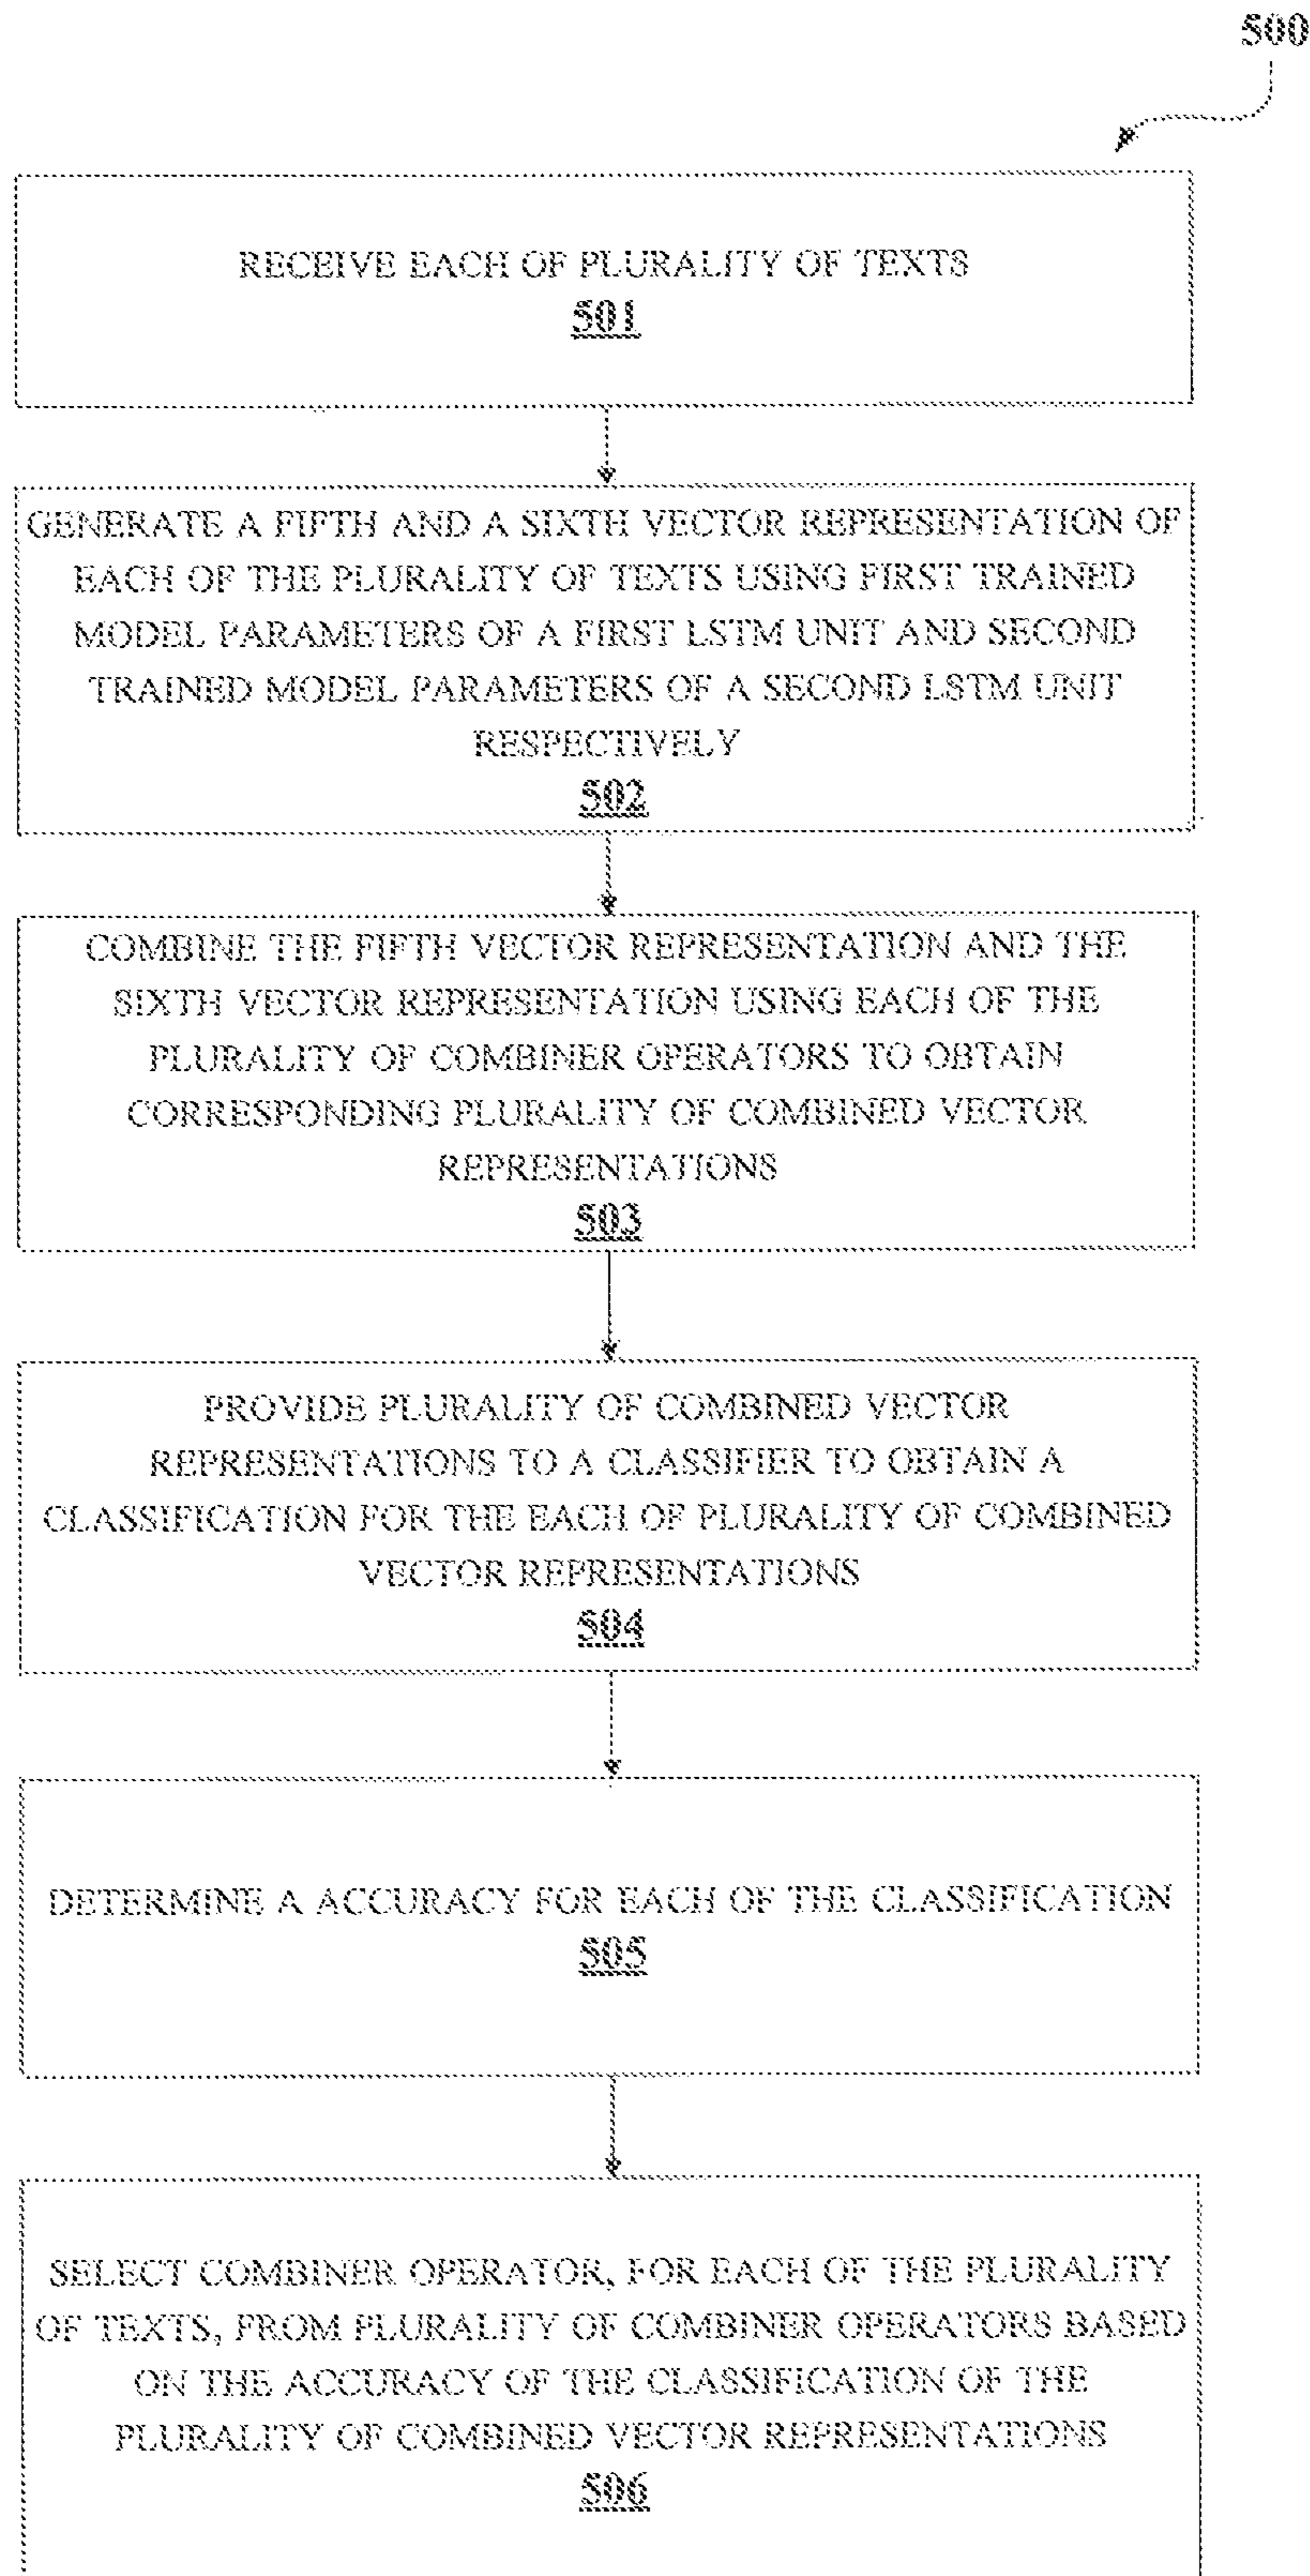 500
RECEIVE EACH OF PLURALITY OF TEXTS
501
GENERATE A FIFTH AND A SIXTH VECTOR REPRESENTATION OF
EACH OF THE PLURALITY OF TEXTS USING FIRST TRAINED
MODEL PARAMETERS OF A FIRST LSTM UNIT AND SECOND
TRAINED MODEL PARAMETERS OF A SECOND LSTM UNIT
RESPECTIVELY
502
COMBINE THE FIFTH VECTOR REPRESENTATION AND THE
SIXTH VECTOR REPRESENTATION USING EACH OF THE
PLURALITY OF COMBINER OPERATORS TO OBTAIN
CORRESPONDING PLURALITY OF COMBINED VECTOR
REPRESENTATIONS
503
PROVIDE PLURALITY OF COMBINED VECTOR
REPRESENTATIONS TO A CLASSIFIER TO OBTAIN A
CLASSIFICATION FOR THE EACH OF PLURALITY OF COMBINED
VECTOR REPRESENTATIONS
504
DETERMINE A ACCURACY FOR EACH OF THE CLASSIFICATION
505
SELECT COMBINER OPERATOR, FOR EACH OF THE PLURALITY
OF TEXTS, FROM PLURALITY OF COMBINER OPERATORS BASED
ON THE ACCURACY OF THE CLASSIFICATION OF THE
PLURALITY OF COMBINED VECTOR REPRESENTATIONS
506